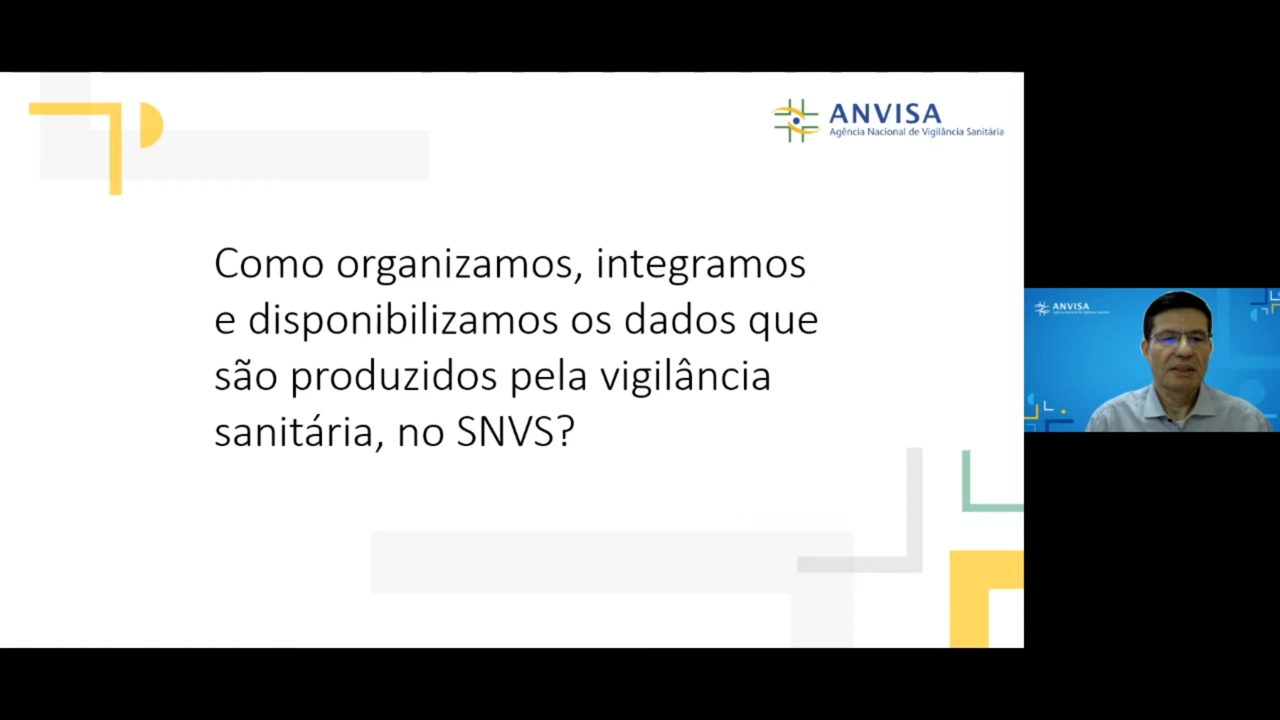 ANVISA
Agência Nacional de Vigilância Sanitária
Como organizamos, integramos
e disponibilizamos os dados que
são produzidos pela vigilância
sanitária, no SNVS?
ANVISA